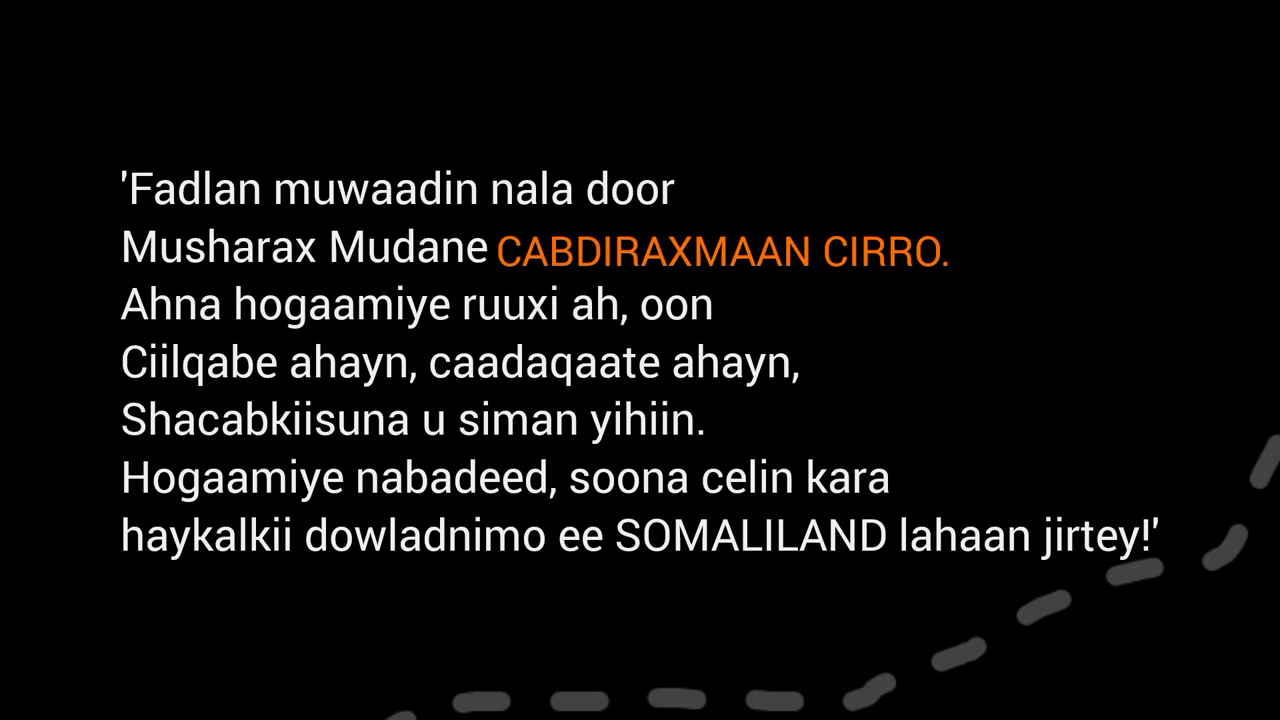 'Fadlan muwaadin nala door
Musharax Mudane CABDIRAXMAAN CIRRO.
Ahna hogaamiye ruuxi ah, oon
Ciilqabe ahayn, caadaqaate ahayn,
Shacabkiisuna u siman yihiin.
Hogaamiye nabadeed, soona celin kara
haykalkii dowladnimo ee SOMALILAND lahaan jirtey!'